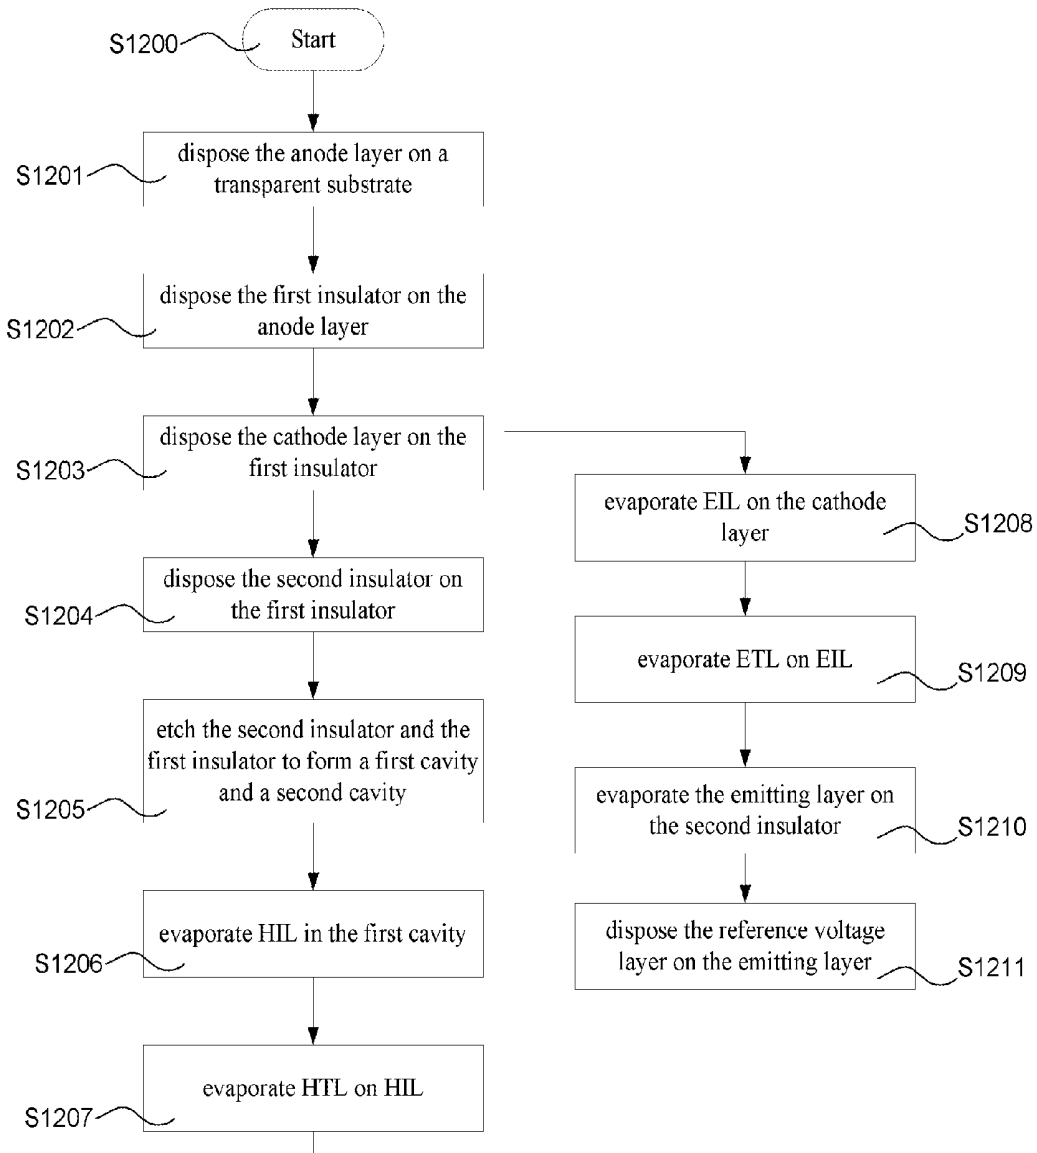 S1200
Start
S1201
dispose the anode layer on a
transparent substrate
S1202
dispose the first insulator on the
anode layer
S1203
dispose the cathode layer on the
first insulator
S1204
dispose the second insulator on
the first insulator
S1205
etch the second insulator and the
first insulator to form a first cavity
and a second cavity
S1206
evaporate HIL in the first cavity
S1207
evaporate HTL on HIL
evaporate EIL on the cathode
layer
S1208
evaporate ETL on EIL
S1209
evaporate the emitting layer on
the second insulator
S1210
dispose the reference voltage
layer on the emitting layer
S1211